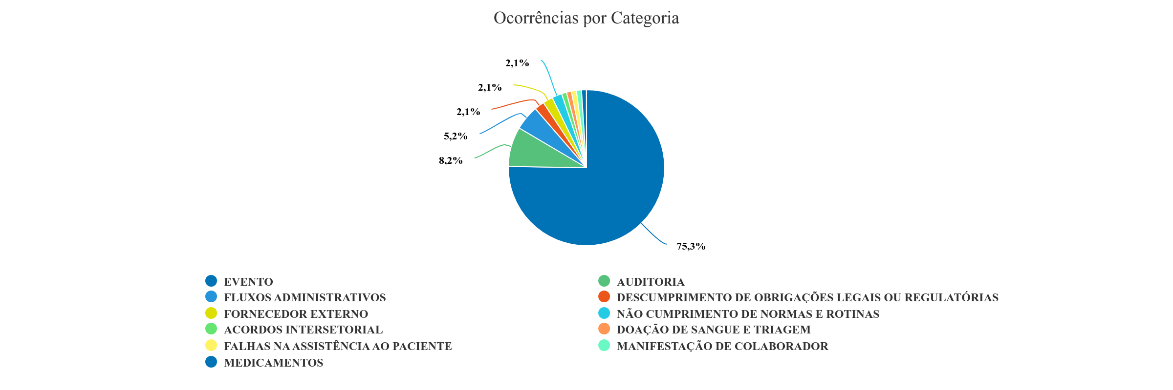 Ocorrências por Categoria
2,1%
2,1%
2,1%
5,2%
8,2%
75,3%
EVENTO
AUDITORIA
FLUXOS ADMINISTRATIVOS
DESCUMPRIMENTO DE OBRIGAÇÕES LEGAIS OU REGULATÓRIAS
FORNECEDOR EXTERNO
NÃO CUMPRIMENTO DE NORMAS E ROTINAS
ACORDOS INTERSETORIAL
DOAÇÃO DE SANGUE E TRIAGEM
FALHAS NA ASSISTÊNCIA AO PACIENTE
MANIFESTAÇÃO DE COLABORADOR
MEDICAMENTOS